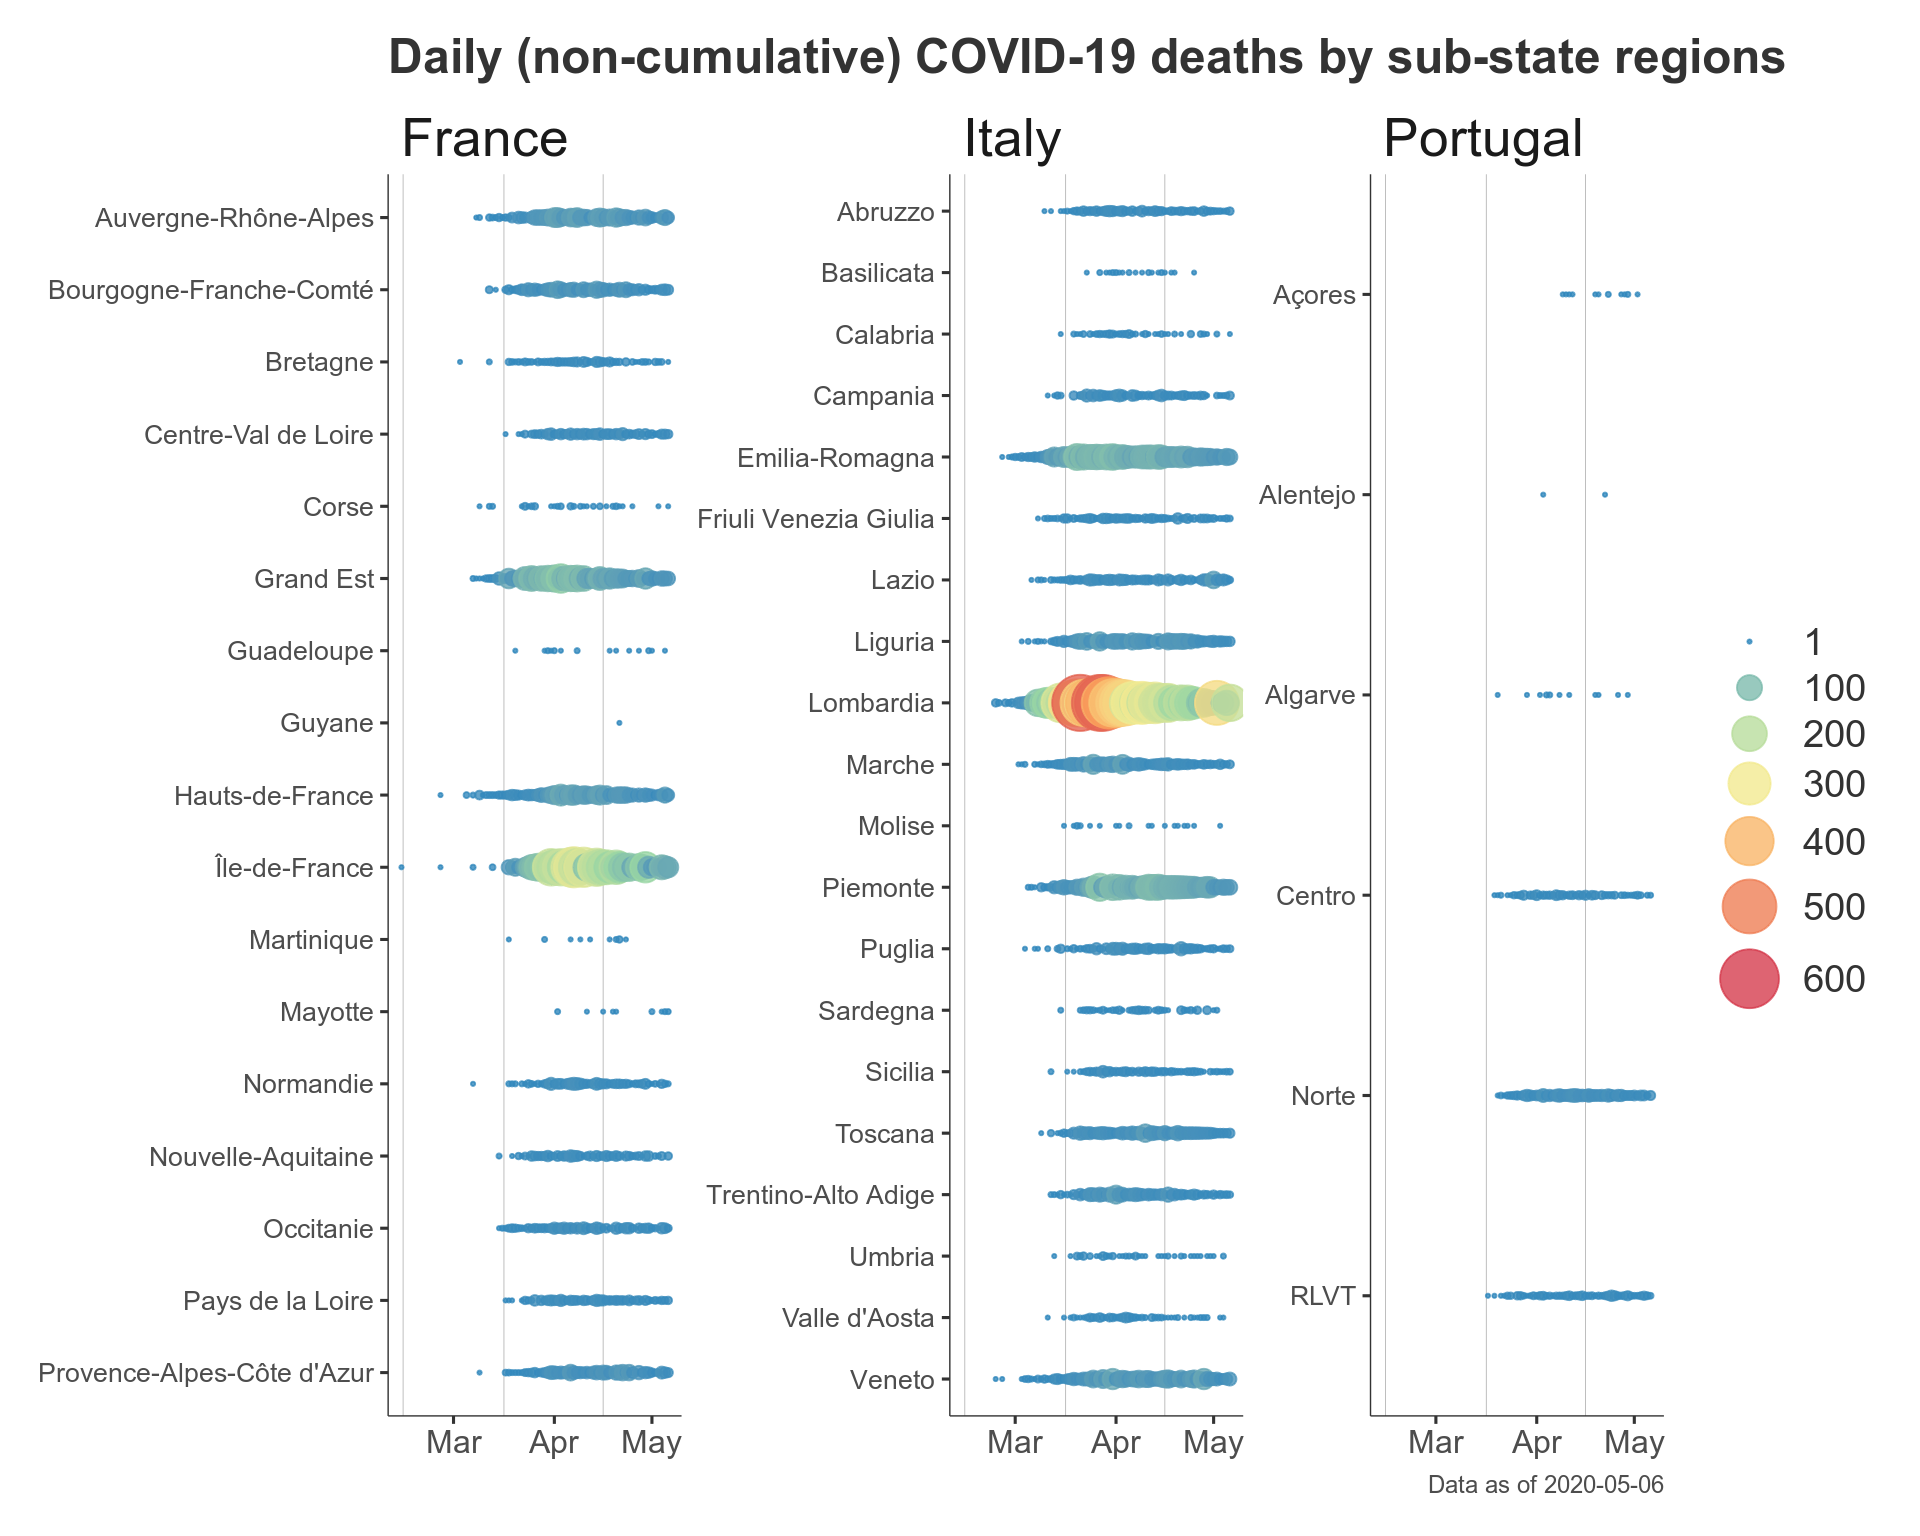 Daily (non-cumulative) COVID-19 deaths by sub-state regions
France
Auvergne-Rhône-Alpes
Bourgogne-Franche-Comté
Bretagne
Centre-Val de Loire
Corse
Grand Est
Guadeloupe
Guyane
Hauts-de-France
Île-de-France
Martinique
Mayotte
Normandie
Nouvelle-Aquitaine
Occitanie
Pays de la Loire
Provence-Alpes-Côte d'Azur
Mar Apr May
Italy
Abruzzo
Basilicata
Calabria
Campania
Emilia-Romagna
Friuli Venezia Giulia
Lazio
Liguria
Lombardia
Marche
Molise
Piemonte
Puglia
Sardegna
Sicilia
Toscana
Trentino-Alto Adige
Umbria
Valle d'Aosta
Veneto
Mar Apr May
Portugal
Açores
Alentejo
Algarve
Centro
Norte
RLVT
Mar Apr May
1
100
200
300
400
500
600
Data as of 2020-05-06